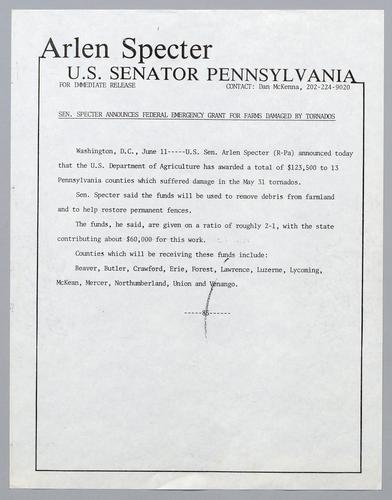 Arlen Specter
U.S. SENATOR PENNSYLVANIA
FOR IMMEDIATE RELEASE CONTACT: Dan McKenna, 202-224-9020
SEN. SPECTER ANNOUNCES FEDERAL EMERGENCY GRANT FOR FARMS DAMAGED BY TORNADOS
Washington, D.C., June 11-----U.S. Sen. Arlen Specter (R-Pa) announced today
that the U.S. Department of Agriculture has awarded a total of $123,500 to 13
Pennsylvania counties which suffered damage in the May 31 tornados.
Sen. Specter said the funds will be used to remove debris from farmland
and to help restore permanent fences.
The funds, he said, are given on a ratio of roughly 2-1, with the state
contributing about $60,000 for this work.
Counties which will be receiving these funds include:
Beaver, Butler, Crawford, Erie, Forest, Lawrence, Luzerne, Lycoming,
McKean, Mercer, Northumberland, Union and Venango.
-----85------